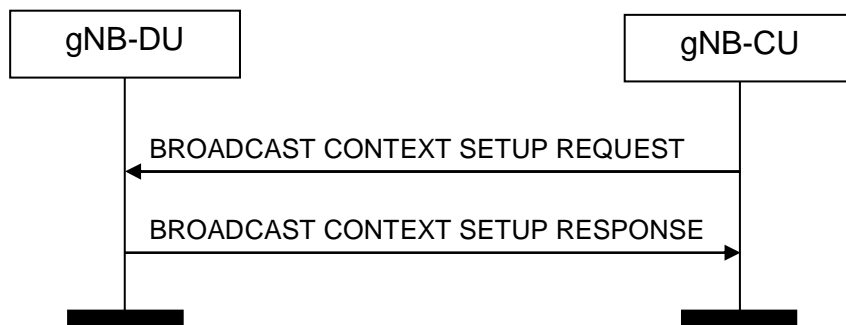 gNB-DU
gNB-CU
BROADCAST CONTEXT SETUP REQUEST
BROADCAST CONTEXT SETUP RESPONSE